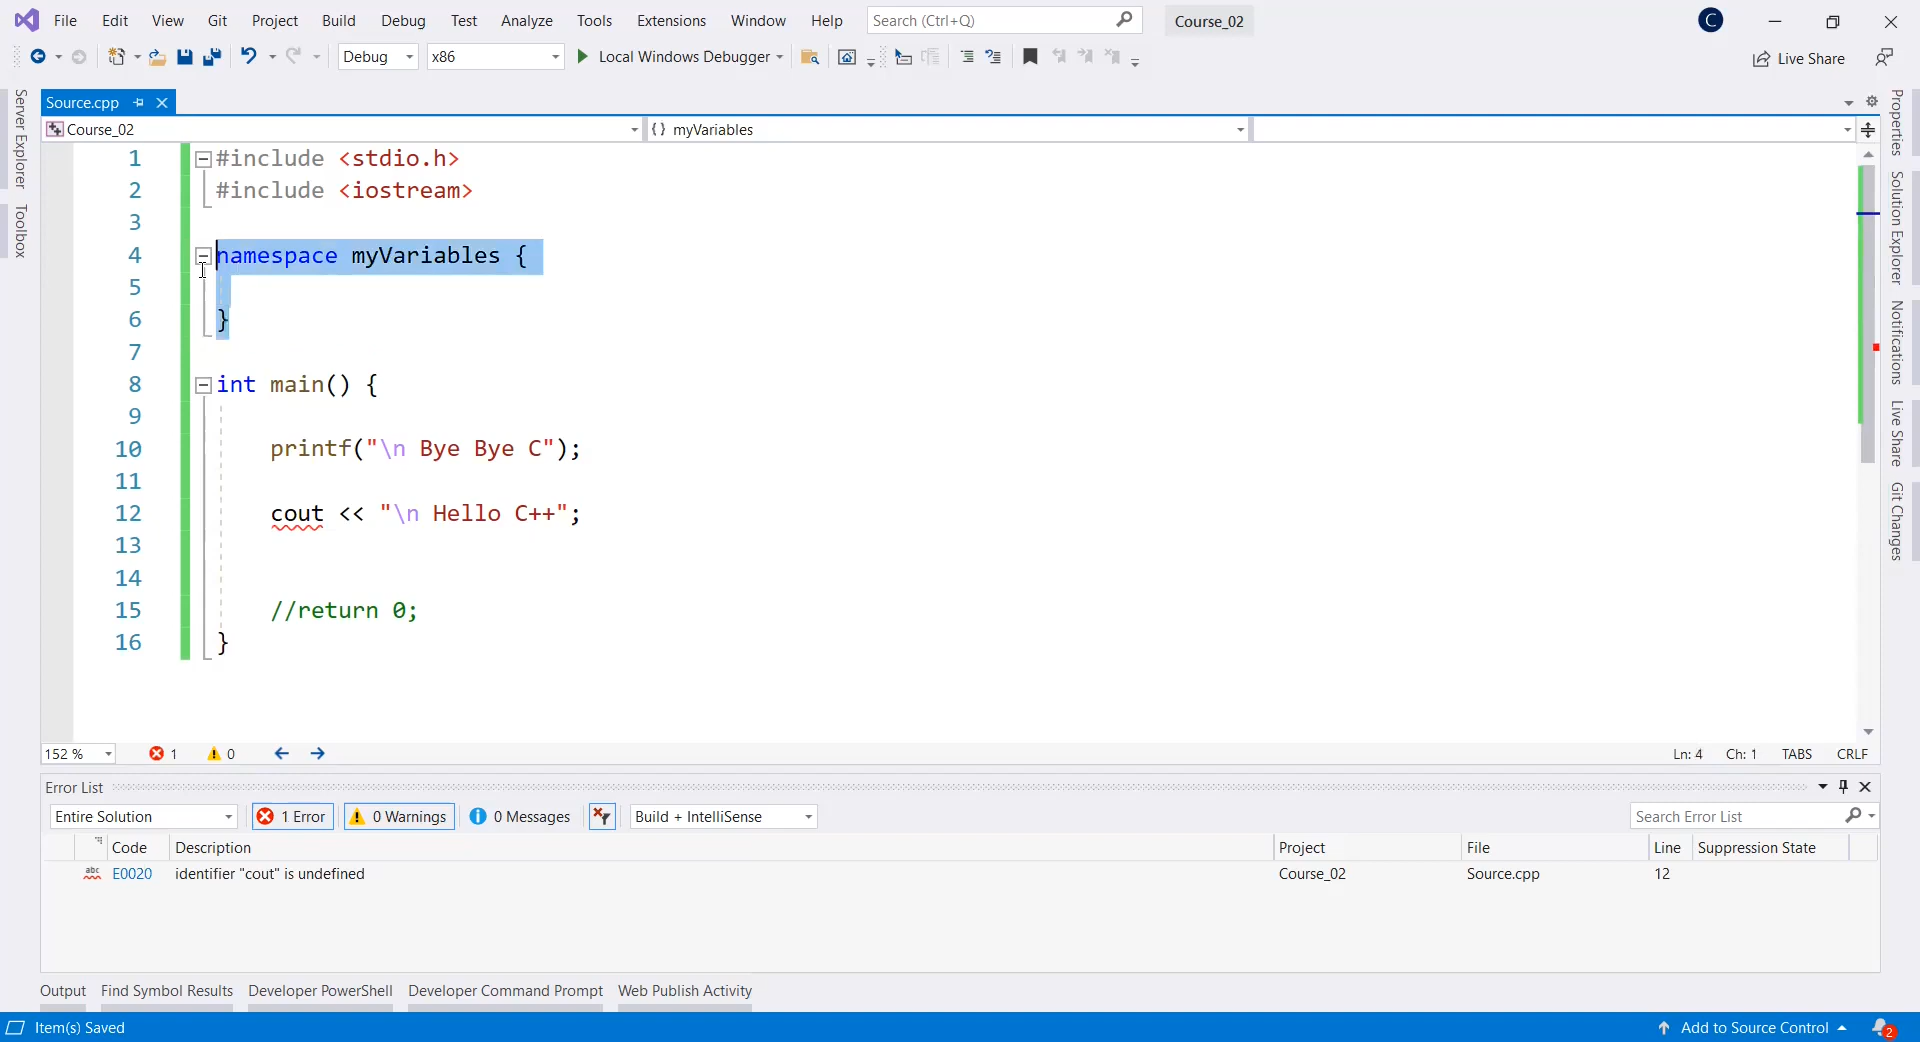 File Edit View Git Project Build Debug Test Analyze Tools Extensions Window Help Search (Ctrl+Q) Course_02 C
Debug x86 Local Windows Debugger Live Share
Source.cpp
Course_02 {} myVariables
1 #include <stdio.h>
2 #include <iostream>
3
4 namespace myVariables {
5
6 }
7
8 int main() {
9
10 printf("\n Bye Bye C");
11
12 cout << "\n Hello C++";
13
14
15 //return 0;
16 }
Server Explorer
Toolbox
Properties
Solution Explorer
Notifications
Live Share
Git Changes
152 % 1 0 Ln: 4 Ch: 1 TABS CRLF
Error List
Entire Solution 1 Error 0 Warnings 0 Messages Build + IntelliSense Search Error List
Code Description Project File Line Suppression State
abc E0020 identifier "cout" is undefined Course_02 Source.cpp 12
Output Find Symbol Results Developer PowerShell Developer Command Prompt Web Publish Activity
Item(s) Saved Add to Source Control 2